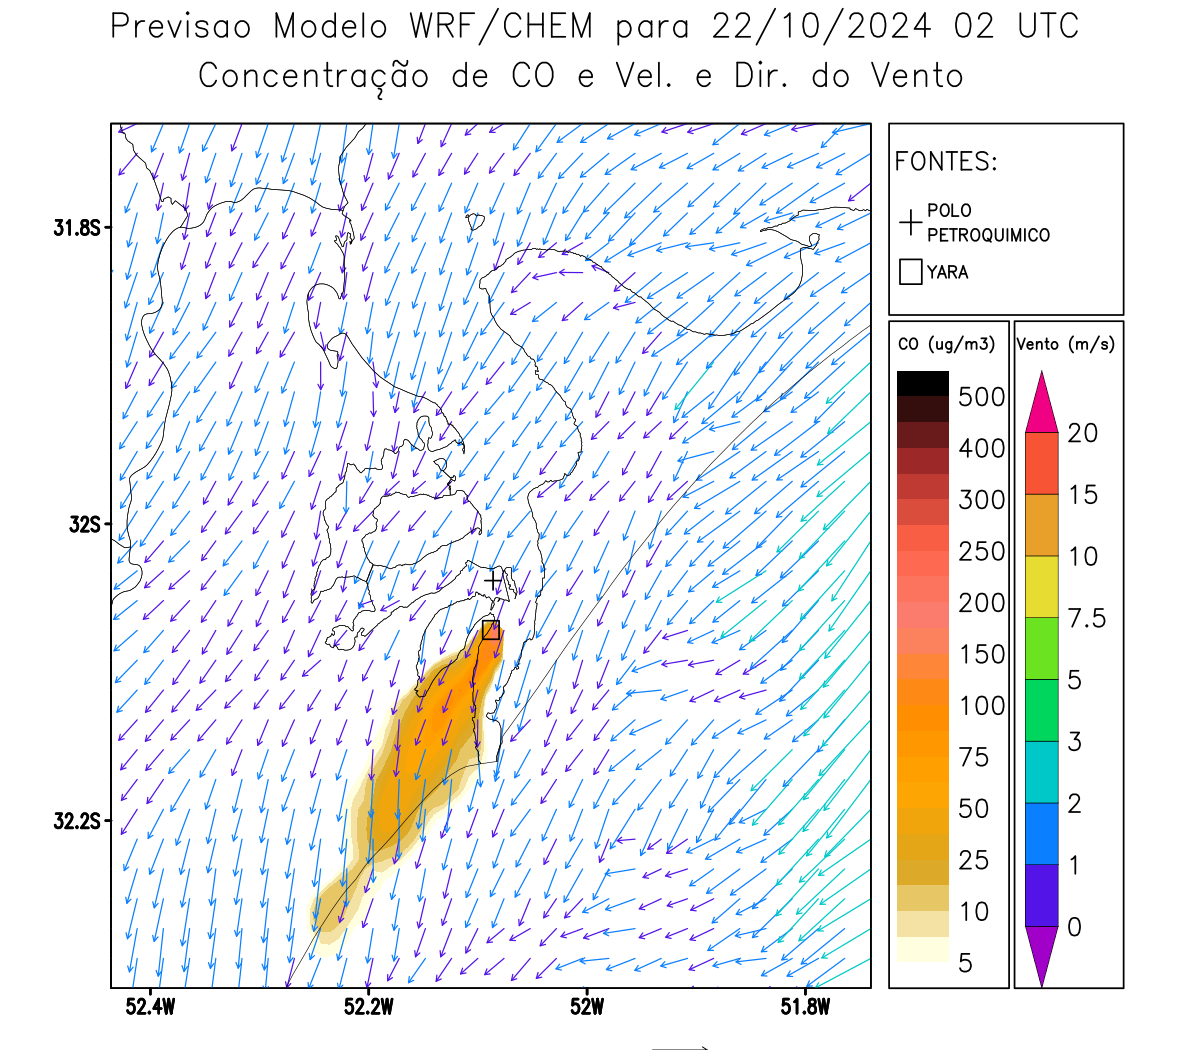 Previsao Modelo WRF/CHEM para 22/10/2024 02 UTC
Concentração de CO e Vel. e Dir. do Vento
FONTES:
POLO
PETROQUIMICO
YARA
CO (ug/m3)
500
400
300
250
200
150
100
75
50
25
10
5
Vento (m/s)
20
15
10
7.5
5
3
2
1
0
31.8S
32S
32.2S
52.4W
52.2W
52W
51.8W